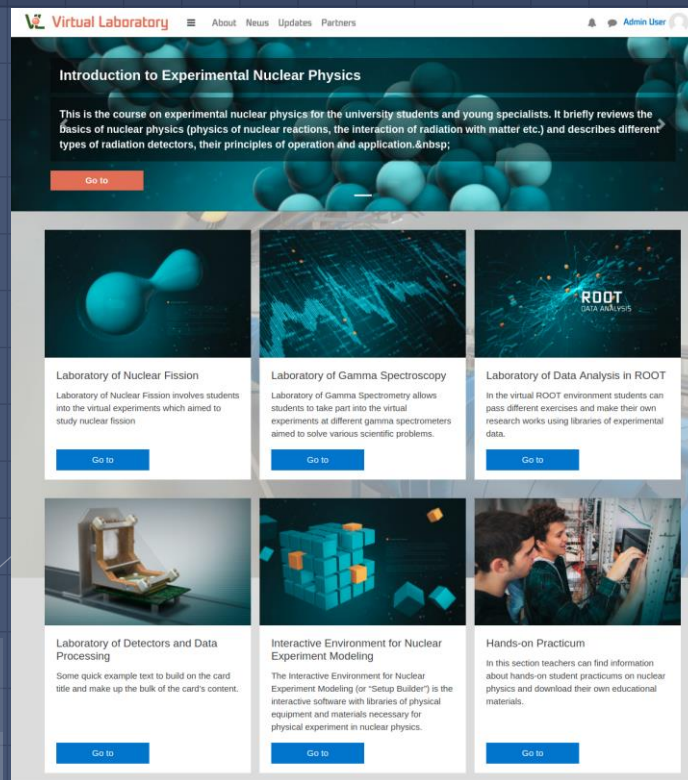 VL Virtual Laboratory About News Updates Partners Admin User
Introduction to Experimental Nuclear Physics
This is the course on experimental nuclear physics for the university students and young specialists. It briefly reviews the
basics of nuclear physics (physics of nuclear reactions, the interaction of radiation with matter etc.) and describes different
types of radiation detectors, their principles of operation and application.&nbsp;
Go to
Laboratory of Nuclear Fission
Laboratory of Nuclear Fission involves students
into the virtual experiments which aimed to
study nuclear fission
Go to
Laboratory of Gamma Spectroscopy
Laboratory of Gamma Spectrometry allows
students to take part into the virtual
experiments at different gamma spectrometers
aimed to solve various scientific problems.
Go to
ROOT
DATA ANALYSIS
Laboratory of Data Analysis in ROOT
In the virtual ROOT environment students can
pass different exercises and make their own
research works using libraries of experimental
data.
Go to
Laboratory of Detectors and Data
Processing
Some quick example text to build on the card
title and make up the bulk of the card's content.
Go to
Interactive Environment for Nuclear
Experiment Modeling
The Interactive Environment for Nuclear
Experiment Modeling (or "Setup Builder") is the
interactive software with libraries of physical
equipment and materials necessary for
physical experiment in nuclear physics.
Go to
Hands-on Practicum
In this section teachers can find information
about hands-on student practicums on nuclear
physics and download their own educational
materials.
Go to